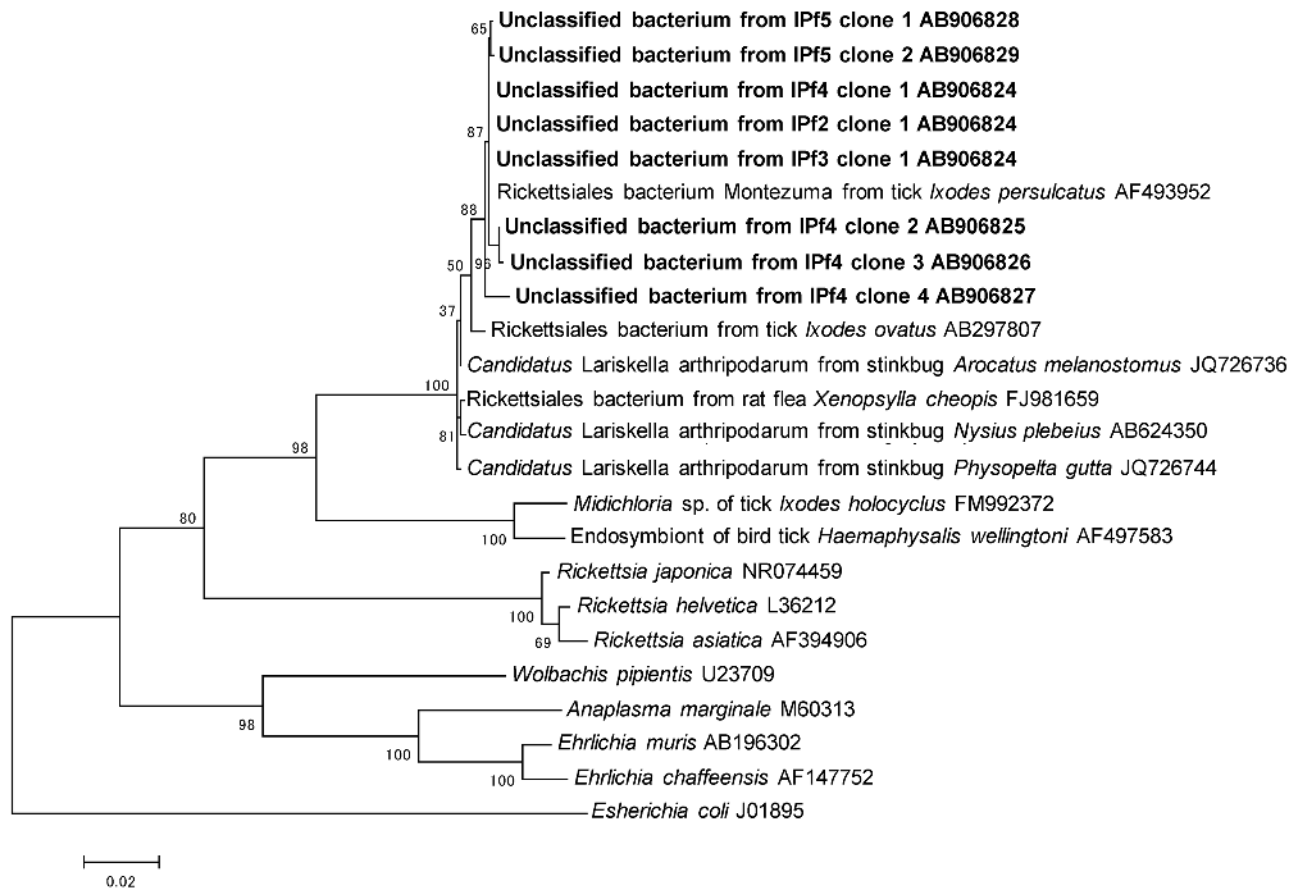 Unclassified bacterium from IPf5 clone 1 AB906828
65
Unclassified bacterium from IPf5 clone 2 AB906829
Unclassified bacterium from IPf4 clone 1 AB906824
Unclassified bacterium from IPf2 clone 1 AB906824
87
Unclassified bacterium from IPf3 clone 1 AB906824
Rickettsiales bacterium Montezuma from tick Ixodes persulcatus AF493952
88
Unclassified bacterium from IPf4 clone 2 AB906825
50 96
Unclassified bacterium from IPf4 clone 3 AB906826
Unclassified bacterium from IPf4 clone 4 AB906827
37
Rickettsiales bacterium from tick Ixodes ovatus AB297807
Candidatus Lariskella arthripodarum from stinkbug Arocatus melanostomus JQ726736
100
Rickettsiales bacterium from rat flea Xenopsylla cheopis FJ981659
Candidatus Lariskella arthripodarum from stinkbug Nysius plebeius AB624350
81
98
Candidatus Lariskella arthripodarum from stinkbug Physopelta gutta JQ726744
Midichloria sp. of tick Ixodes holocyclus FM992372
80
100
Endosymbiont of bird tick Haemaphysalis wellingtoni AF497583
Rickettsia japonica NR074459
Rickettsia helvetica L36212
100
69
Rickettsia asiatica AF394906
Wolbachis pipientis U23709
Anaplasma marginale M60313
98
Ehrlichia muris AB196302
100
Ehrlichia chaffeensis AF147752
100
Esherichia coli J01895
0.02